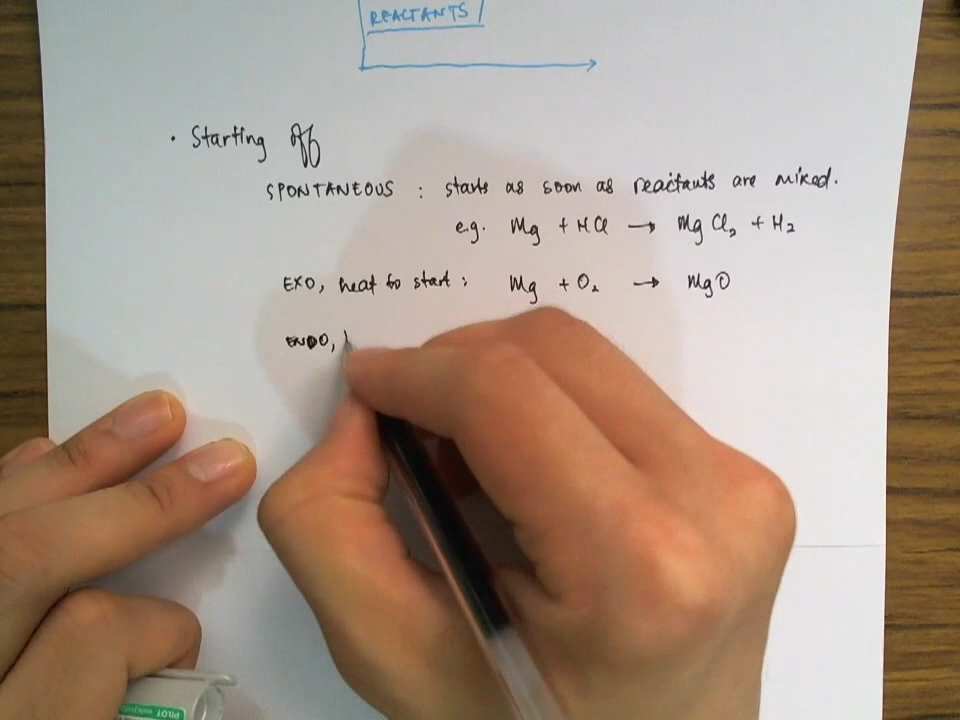 REACTANTS
• Starting off
SPONTANEOUS : starts as soon as reactants are mixed.
e.g. Mg + HCl → MgCl₂ + H₂
EXO, heat to start : Mg + O₂ → MgO
ENDO,
PILOT